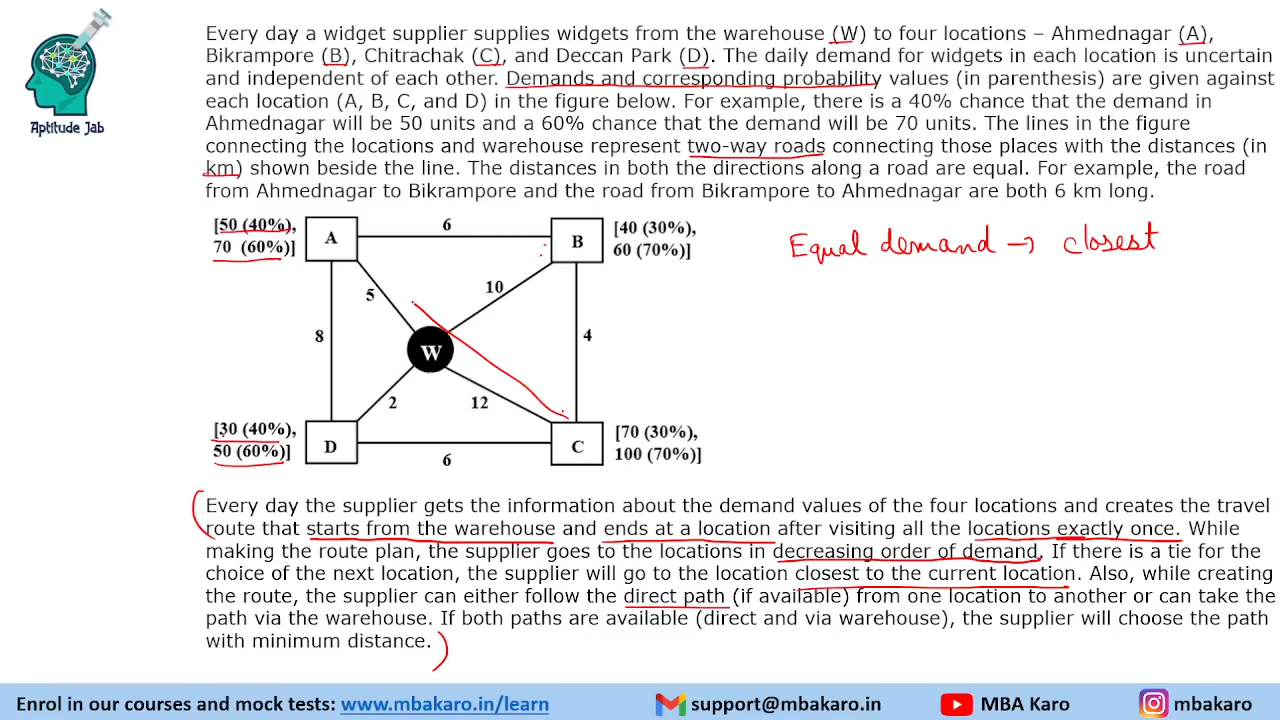 Every day a widget supplier supplies widgets from the warehouse (W) to four locations – Ahmednagar (A),
Bikrampore (B), Chitrachak (C), and Deccan Park (D). The daily demand for widgets in each location is uncertain
and independent of each other. Demands and corresponding probability values (in parenthesis) are given against
each location (A, B, C, and D) in the figure below. For example, there is a 40% chance that the demand in
Ahmednagar will be 50 units and a 60% chance that the demand will be 70 units. The lines in the figure
connecting the locations and warehouse represent two-way roads connecting those places with the distances (in
km) shown beside the line. The distances in both the directions along a road are equal. For example, the road
from Ahmednagar to Bikrampore and the road from Bikrampore to Ahmednagar are both 6 km long.
Aptitude Jab
[50 (40%),
70 (60%)]
A
6
B
[40 (30%),
60 (70%)]
Equal demand → closest
5
10
8
W
4
2
12
[30 (40%),
50 (60%)]
D
6
C
[70 (30%),
100 (70%)]
Every day the supplier gets the information about the demand values of the four locations and creates the travel
route that starts from the warehouse and ends at a location after visiting all the locations exactly once. While
making the route plan, the supplier goes to the locations in decreasing order of demand. If there is a tie for the
choice of the next location, the supplier will go to the location closest to the current location. Also, while creating
the route, the supplier can either follow the direct path (if available) from one location to another or can take the
path via the warehouse. If both paths are available (direct and via warehouse), the supplier will choose the path
with minimum distance.
Enrol in our courses and mock tests: www.mbakaro.in/learn
support@mbakaro.in
MBA Karo
mbakaro